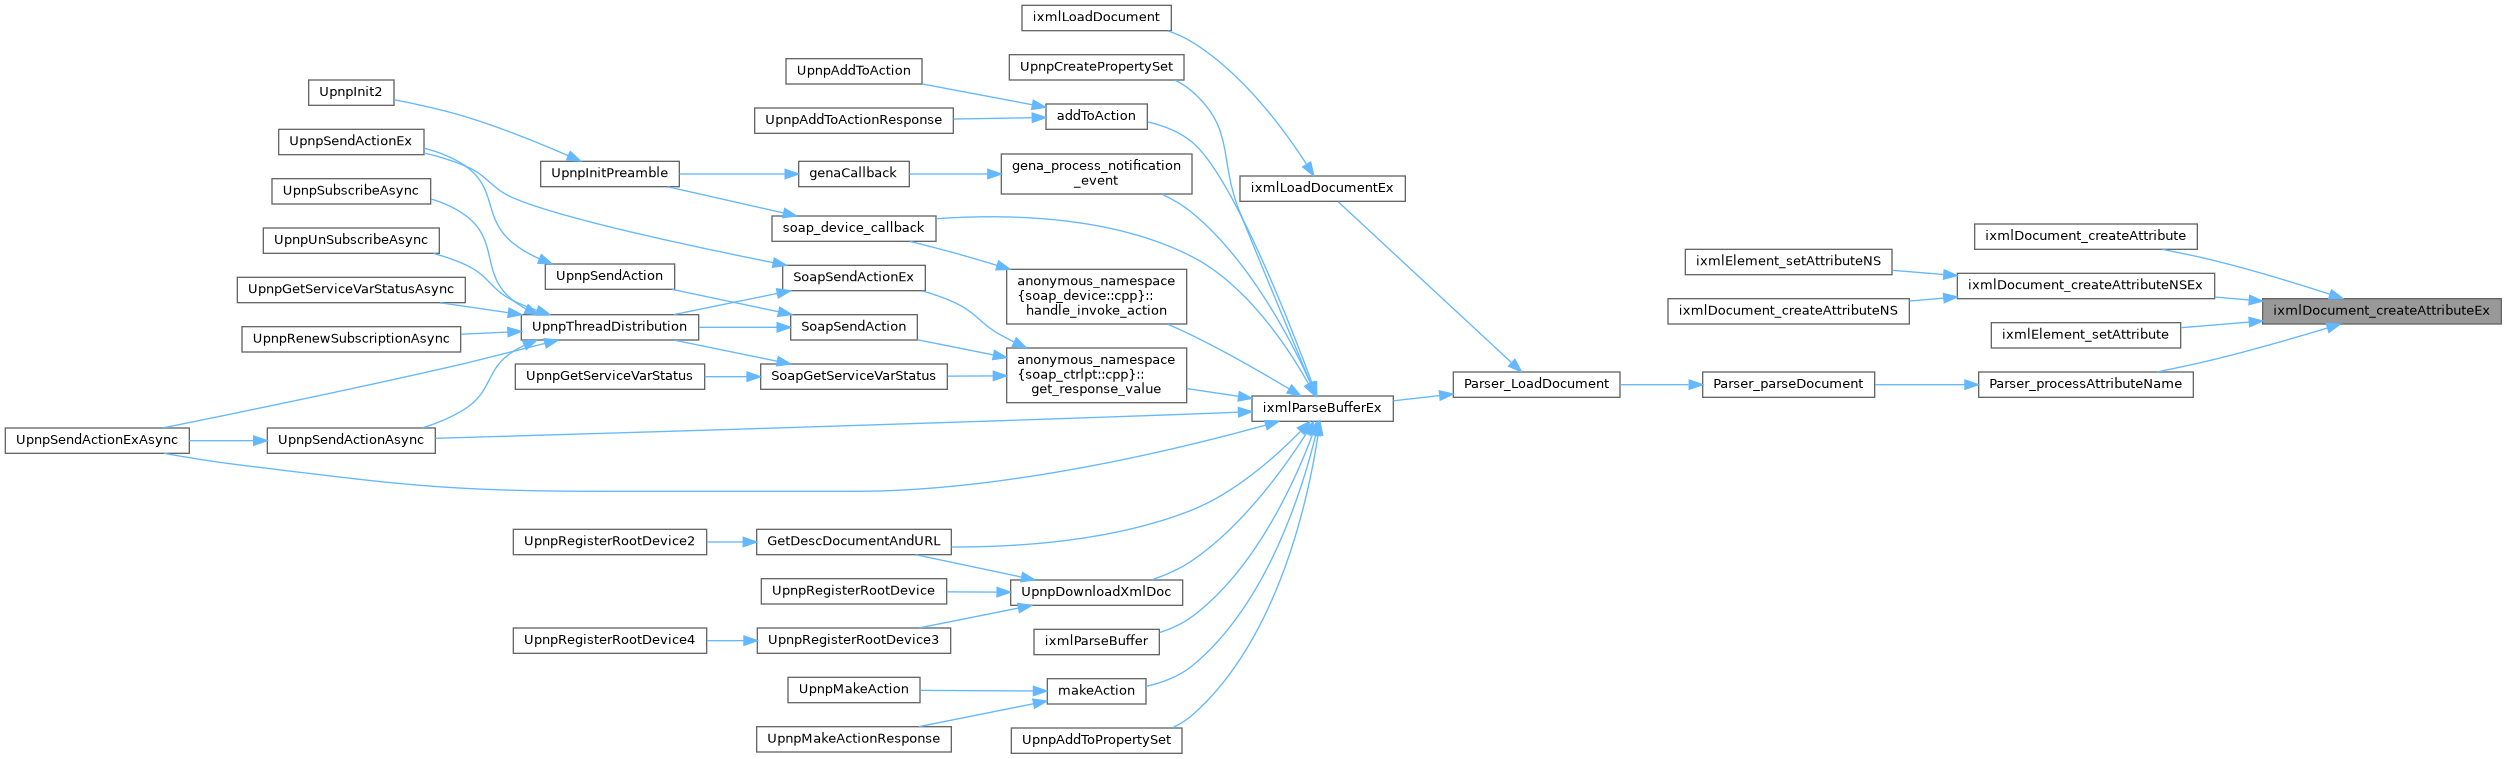 ixmlLoadDocument
UpnpCreatePropertySet
UpnpAddToAction
UpnpInit2
addToAction
UpnpAddToActionResponse
UpnpSendActionEx
gena_process_notification
_event
UpnpInitPreamble
genaCallback
UpnpSubscribeAsync
ixmlLoadDocumentEx
soap_device_callback
UpnpUnSubscribeAsync
ixmlDocument_createAttribute
ixmlElement_setAttributeNS
UpnpSendAction
SoapSendActionEx
anonymous_namespace
{soap_device::cpp}::
handle_invoke_action
UpnpGetServiceVarStatusAsync
ixmlDocument_createAttributeNSEx
ixmlDocument_createAttributeNS
ixmlDocument_createAttributeEx
UpnpThreadDistribution
SoapSendAction
UpnpRenewSubscriptionAsync
ixmlElement_setAttribute
anonymous_namespace
{soap_ctrlpt::cpp}::
get_response_value
UpnpGetServiceVarStatus
SoapGetServiceVarStatus
Parser_LoadDocument
Parser_parseDocument
Parser_processAttributeName
ixmlParseBufferEx
UpnpSendActionExAsync
UpnpSendActionAsync
UpnpRegisterRootDevice2
GetDescDocumentAndURL
UpnpRegisterRootDevice
UpnpDownloadXmlDoc
UpnpRegisterRootDevice4
UpnpRegisterRootDevice3
ixmlParseBuffer
UpnpMakeAction
makeAction
UpnpMakeActionResponse
UpnpAddToPropertySet